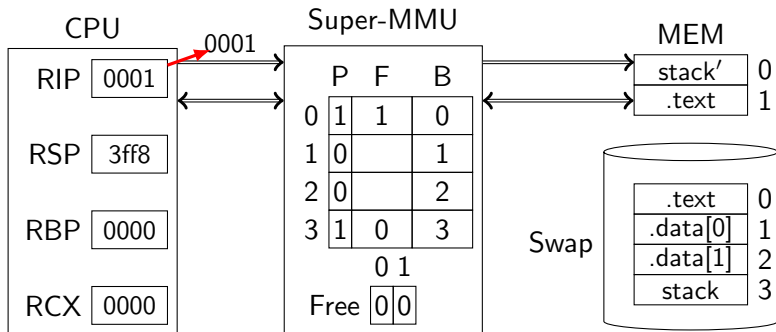 CPU
Super-MMU
MEM
0001
RIP 0001
RSP 3ff8
RBP 0000
RCX 0000
P F B
0 1 1 0
1 0 1
2 0 2
3 1 0 3
0 1
Free 0 0
stack′ 0
.text 1
Swap
.text 0
.data[0] 1
.data[1] 2
stack 3